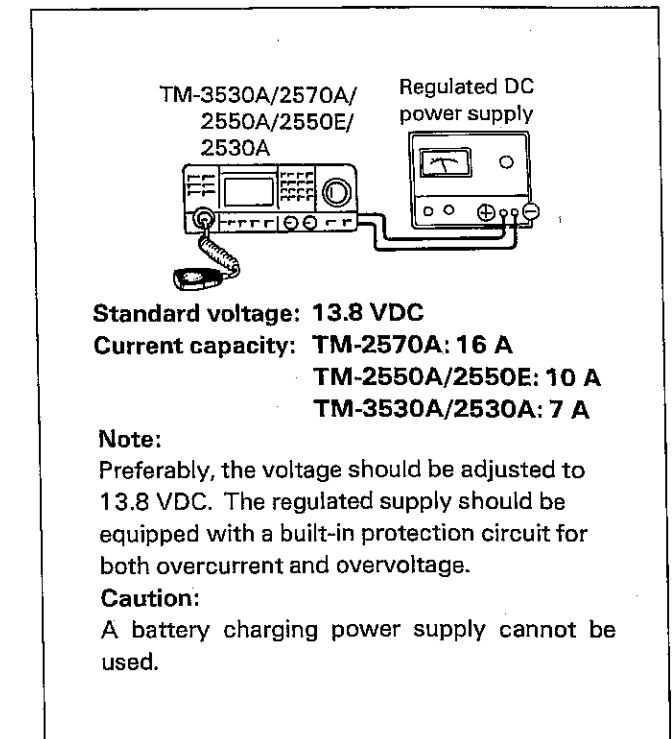 TM-3530A/2570A/
2550A/2550E/
2530A
Regulated DC
power supply
⊕ ⊖
Standard voltage: 13.8 VDC
Current capacity: TM-2570A: 16 A
TM-2550A/2550E: 10 A
TM-3530A/2530A: 7 A
Note:
Preferably, the voltage should be adjusted to
13.8 VDC. The regulated supply should be
equipped with a built-in protection circuit for
both overcurrent and overvoltage.
Caution:
A battery charging power supply cannot be
used.